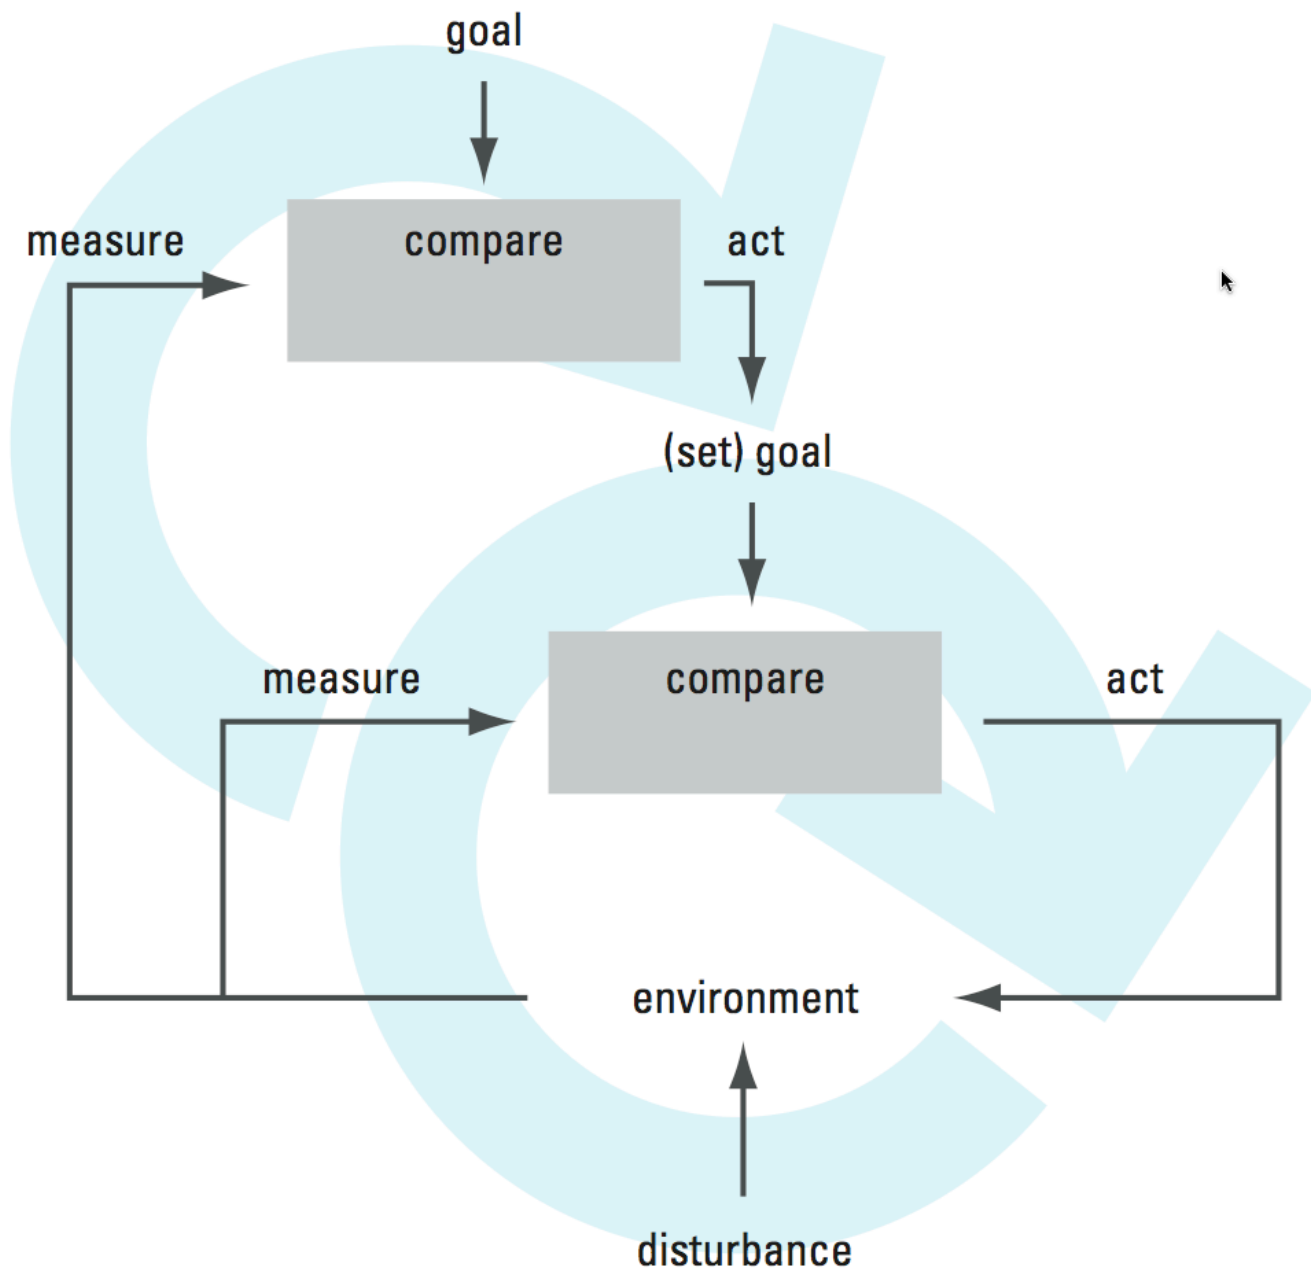 goal
measure
compare
act
(set) goal
measure
compare
act
environment
disturbance